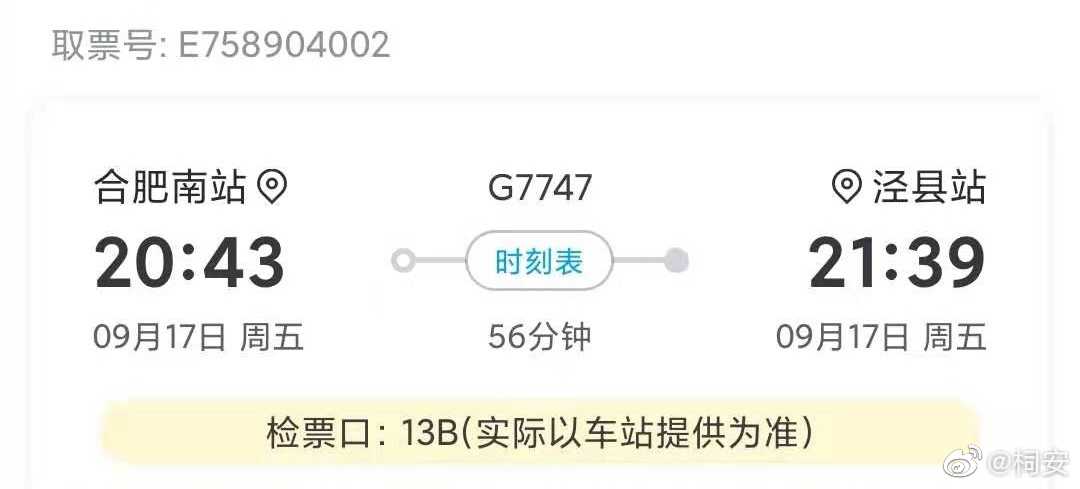 取票号: E758904002
合肥南站 G7747 泾县站
20:43 时刻表 21:39
09月17日 周五 56分钟 09月17日 周五
检票口: 13B(实际以车站提供为准)
@桐安